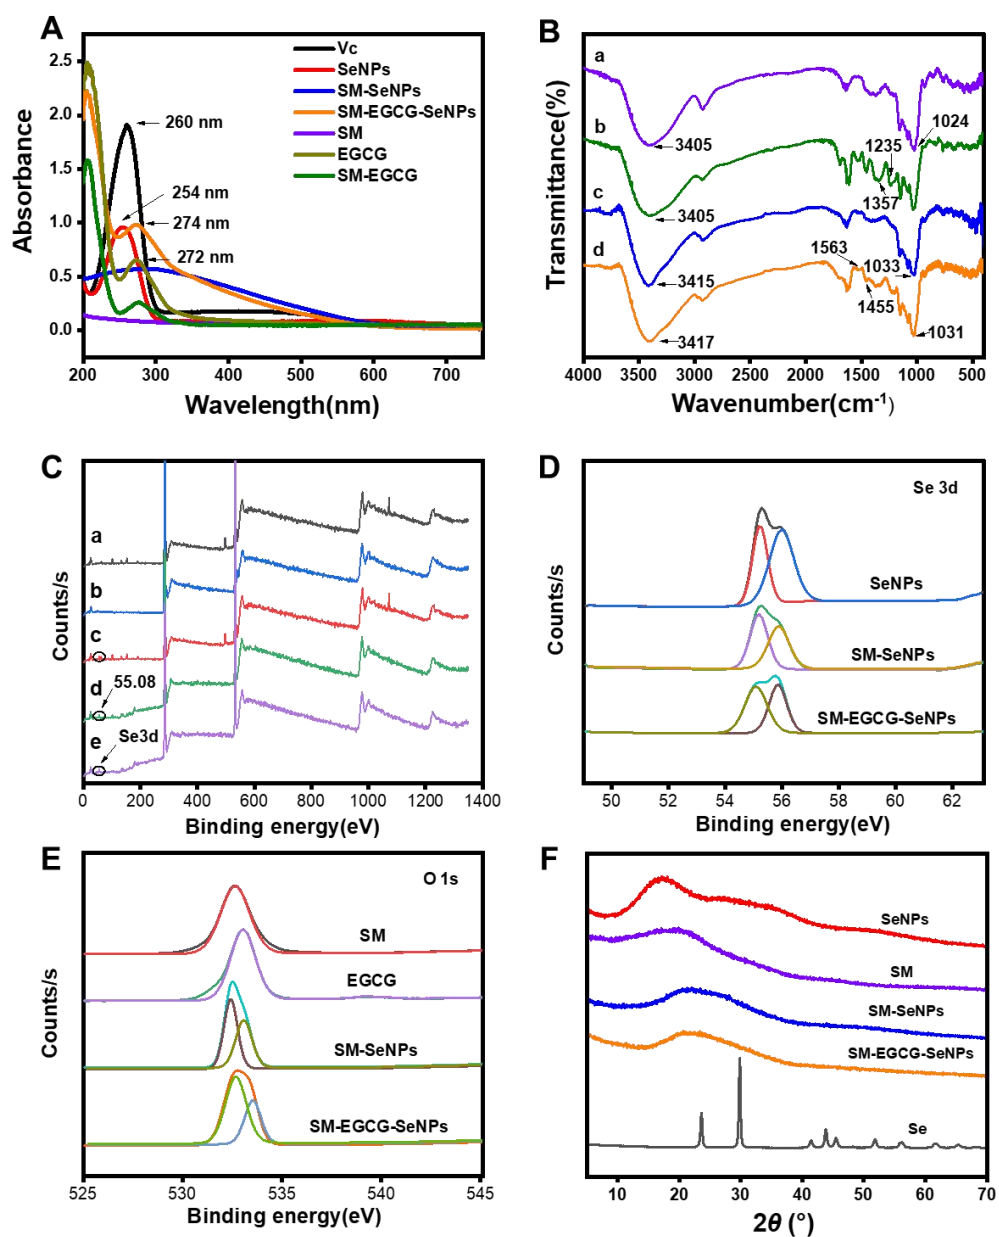 A
Vc
SeNPs
SM-SeNPs
SM-EGCG-SeNPs
SM
EGCG
SM-EGCG
260 nm
254 nm
274 nm
272 nm
2.5
2.0
1.5
1.0
0.5
0.0
Absorbance
200 300 400 500 600 700
Wavelength(nm)
B
a
b
c
d
3405
1024
1235
3405
1357
1563
1033
3415
1455
3417
1031
Transmittance(%)
4000 3500 3000 2500 2000 1500 1000 500
Wavenumber(cm-1)
C
a
b
c
d
55.08
e
Se3d
Counts/s
0 200 400 600 800 1000 1200 1400
Binding energy(eV)
D
Se 3d
SeNPs
SM-SeNPs
SM-EGCG-SeNPs
Counts/s
50 52 54 56 58 60 62
Binding energy(eV)
E
O 1s
SM
EGCG
SM-SeNPs
SM-EGCG-SeNPs
Counts/s
525 530 535 540 545
Binding energy(eV)
F
SeNPs
SM
SM-SeNPs
SM-EGCG-SeNPs
Se
10 20 30 40 50 60 70
2θ (°)